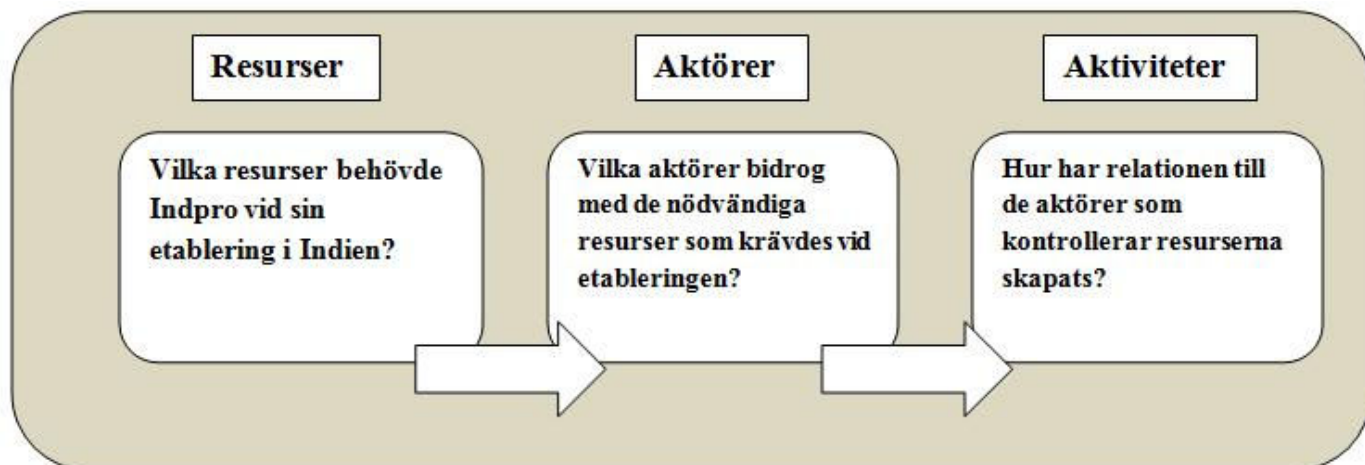 Resurser
Vilka resurser behövde
Indpro vid sin
etablering i Indien?
Aktörer
Vilka aktörer bidrog
med de nödvändiga
resurser som krävdes vid
etableringen?
Aktiviteter
Hur har relationen till
de aktörer som
kontrollerar resurserna
skapats?